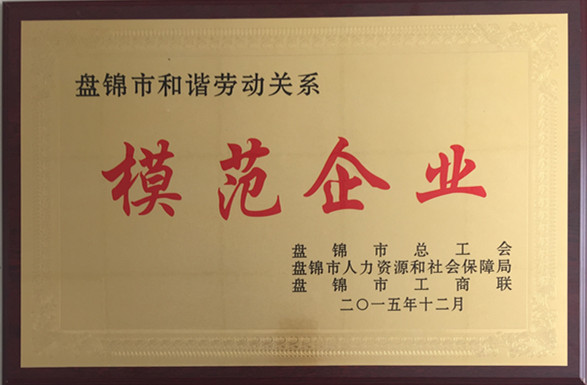 盘锦市和谐劳动关系
模范企业
盘锦市总工会
盘锦市人力资源和社会保障局
盘锦市工商联
二〇一五年十二月